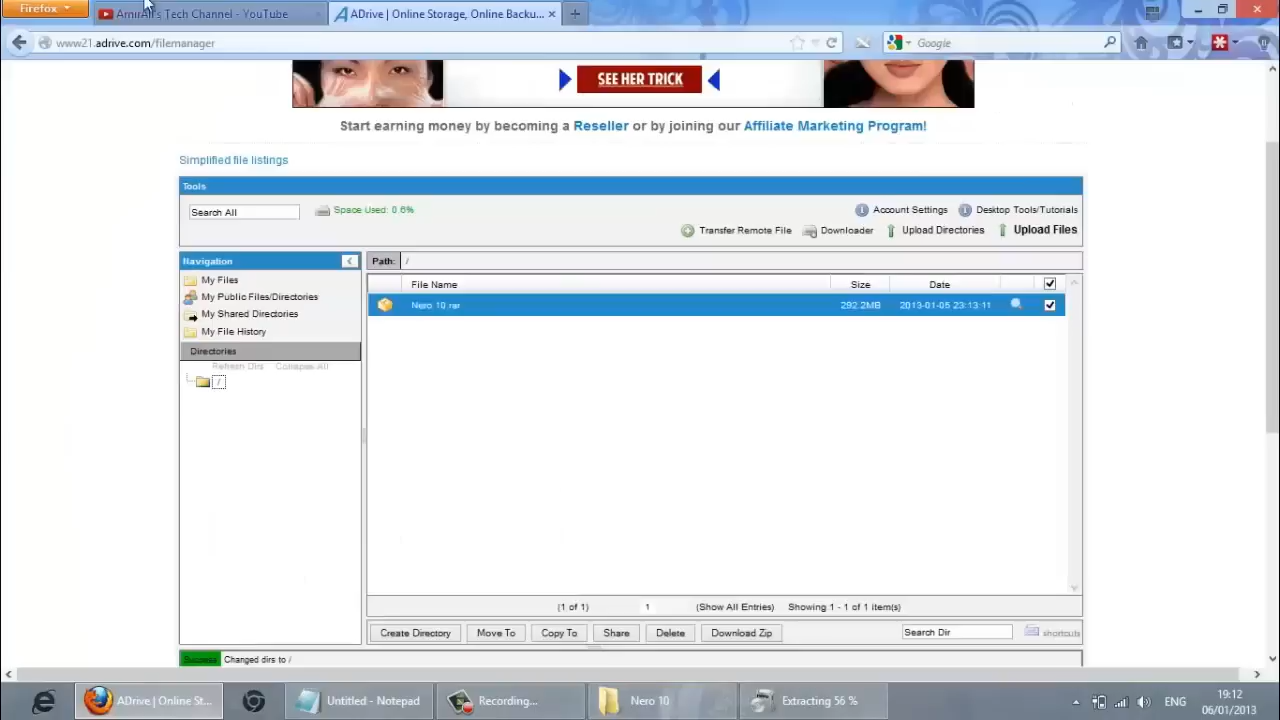 Firefox
AmirAli's Tech Channel - YouTube
ADrive | Online Storage, Online Backu...
www21.adrive.com/filemanager
Google
SEE HER TRICK
Start earning money by becoming a Reseller or by joining our Affiliate Marketing Program!
Simplified file listings
Tools
Search All
Space Used: 0.6%
Account Settings
Desktop Tools/Tutorials
Transfer Remote File
Downloader
Upload Directories
Upload Files
Navigation
Path: /
My Files
File Name Size Date
My Public Files/Directories
Nero 10.rar 292.2MB 2013-01-05 23:13:11
My Shared Directories
My File History
Directories
Refresh Dirs Collapse All
/
(1 of 1) 1 (Show All Entries) Showing 1 - 1 of 1 item(s)
Create Directory Move To Copy To Share Delete Download Zip Search Dir shortcuts
Success Changed dirs to /
ADrive | Online St...
Untitled - Notepad
Recording...
Nero 10
Extracting 56 %
ENG
19:12
06/01/2013